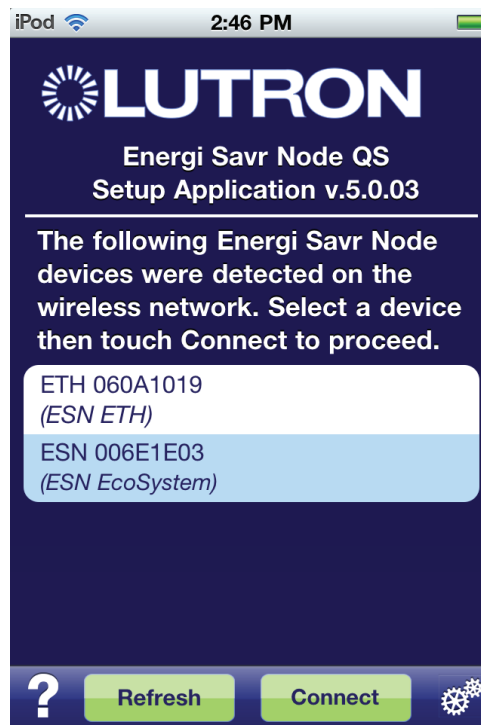 iPod 2:46 PM
LUTRON
Energi Savr Node QS
Setup Application v.5.0.03
The following Energi Savr Node
devices were detected on the
wireless network. Select a device
then touch Connect to proceed.
ETH 060A1019
(ESN ETH)
ESN 006E1E03
(ESN EcoSystem)
? Refresh Connect